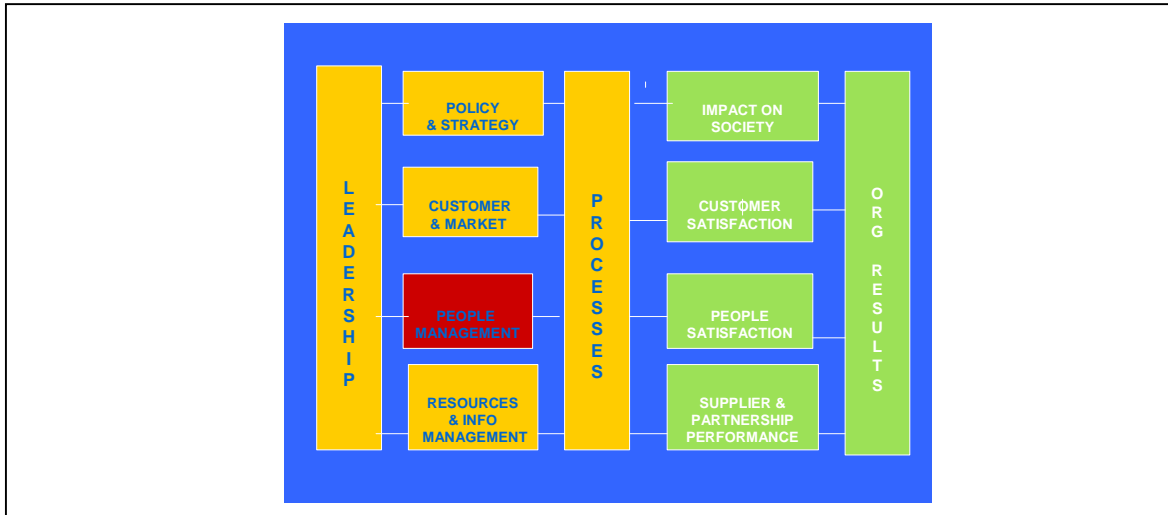 LEADERSHIP
POLICY
& STRATEGY
CUSTOMER
& MARKET
PEOPLE
MANAGEMENT
RESOURCES
& INFO
MANAGEMENT
PROCESSES
IMPACT ON
SOCIETY
CUSTOMER
SATISFACTION
PEOPLE
SATISFACTION
SUPPLIER &
PARTNERSHIP
PERFORMANCE
ORG RESULTS